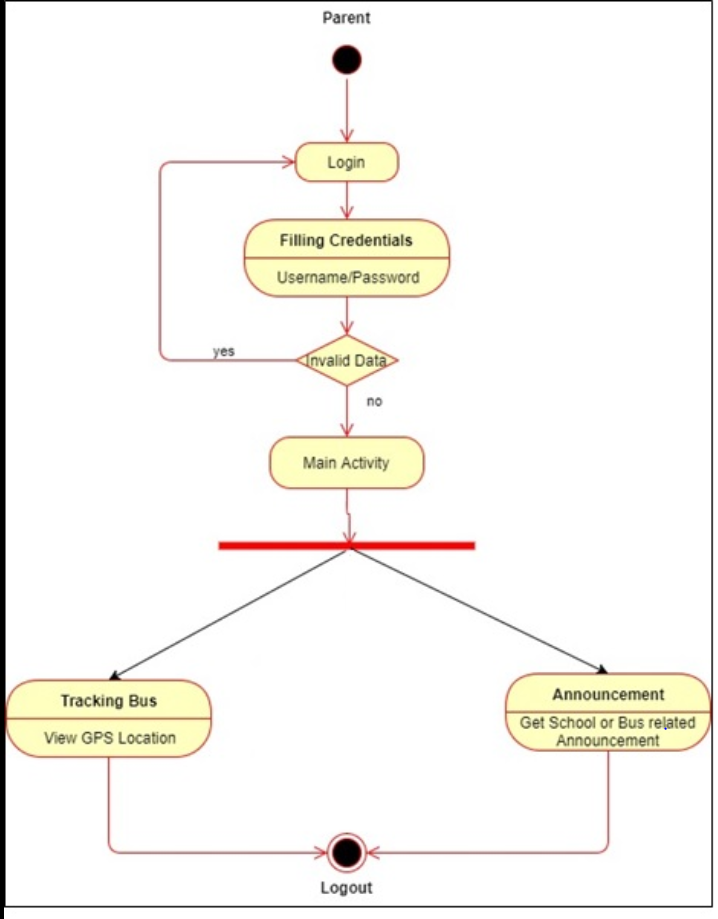 Parent
Login
Filling Credentials
Username/Password
yes
Invalid Data
no
Main Activity
Tracking Bus
View GPS Location
Announcement
Get School or Bus related
Announcement
Logout